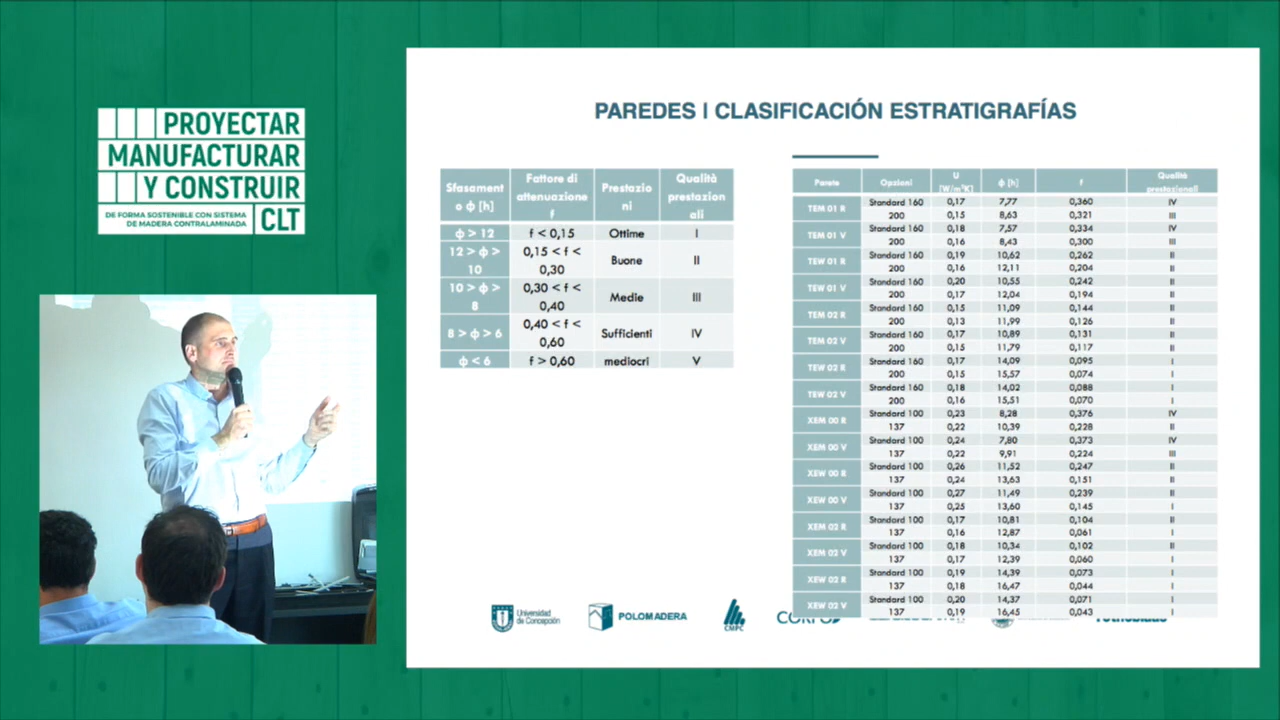 PROYECTAR
MANUFACTURAR
Y CONSTRUIR
DE FORMA SOSTENIBLE CON SISTEMA
DE MADERA CONTRALAMINADA
CLT
PAREDES | CLASIFICACIÓN ESTRATIGRAFÍAS
Sfasament
o ϕ [h]
Fattore di
attenuazione
f
Prestazio
ni
Qualità
prestazion
ali
ϕ > 12 f < 0,15 Ottime I
12 > ϕ >
10
0,15 < f <
0,30
Buone II
10 > ϕ >
8
0,30 < f <
0,40
Medie III
8 > ϕ > 6
0,40 < f <
0,60
Sufficienti IV
ϕ < 6 f > 0,60 mediocri V
Parete Opzioni U [W/m²K] ϕ [h] f Qualità prestazionali
TEM 01 R Standard 160 0,17 7,77 0,360 IV
200 0,15 8,63 0,321 III
TEM 01 V Standard 160 0,18 7,57 0,334 IV
200 0,16 8,43 0,300 III
TEW 01 R Standard 160 0,19 10,62 0,262 II
200 0,16 12,11 0,204 II
TEW 01 V Standard 160 0,20 10,55 0,242 II
200 0,17 12,04 0,194 II
TEM 02 R Standard 160 0,15 11,09 0,144 II
200 0,13 11,99 0,126 II
TEM 02 V Standard 160 0,17 10,89 0,131 II
200 0,15 11,79 0,117 II
TEW 02 R Standard 160 0,17 14,09 0,095 I
200 0,15 15,57 0,074 I
TEW 02 V Standard 160 0,18 14,02 0,088 I
200 0,16 15,51 0,070 I
XEM 00 R Standard 100 0,23 8,28 0,376 IV
137 0,22 10,39 0,228 II
XEM 00 V Standard 100 0,24 7,80 0,373 IV
137 0,22 9,91 0,224 III
XEW 00 R Standard 100 0,26 11,52 0,247 II
137 0,24 13,63 0,151 II
XEW 00 V Standard 100 0,27 11,49 0,239 II
137 0,25 13,60 0,145 I
XEM 02 R Standard 100 0,17 10,81 0,104 II
137 0,16 12,87 0,061 I
XEM 02 V Standard 100 0,18 10,34 0,102 II
137 0,17 12,39 0,060 I
XEW 02 R Standard 100 0,19 14,39 0,073 I
137 0,18 16,47 0,044 I
XEW 02 V Standard 100 0,20 14,37 0,071 I
137 0,19 16,45 0,043 I
Universidad
de Concepción
POLOMADERA
CMPC
CORFO